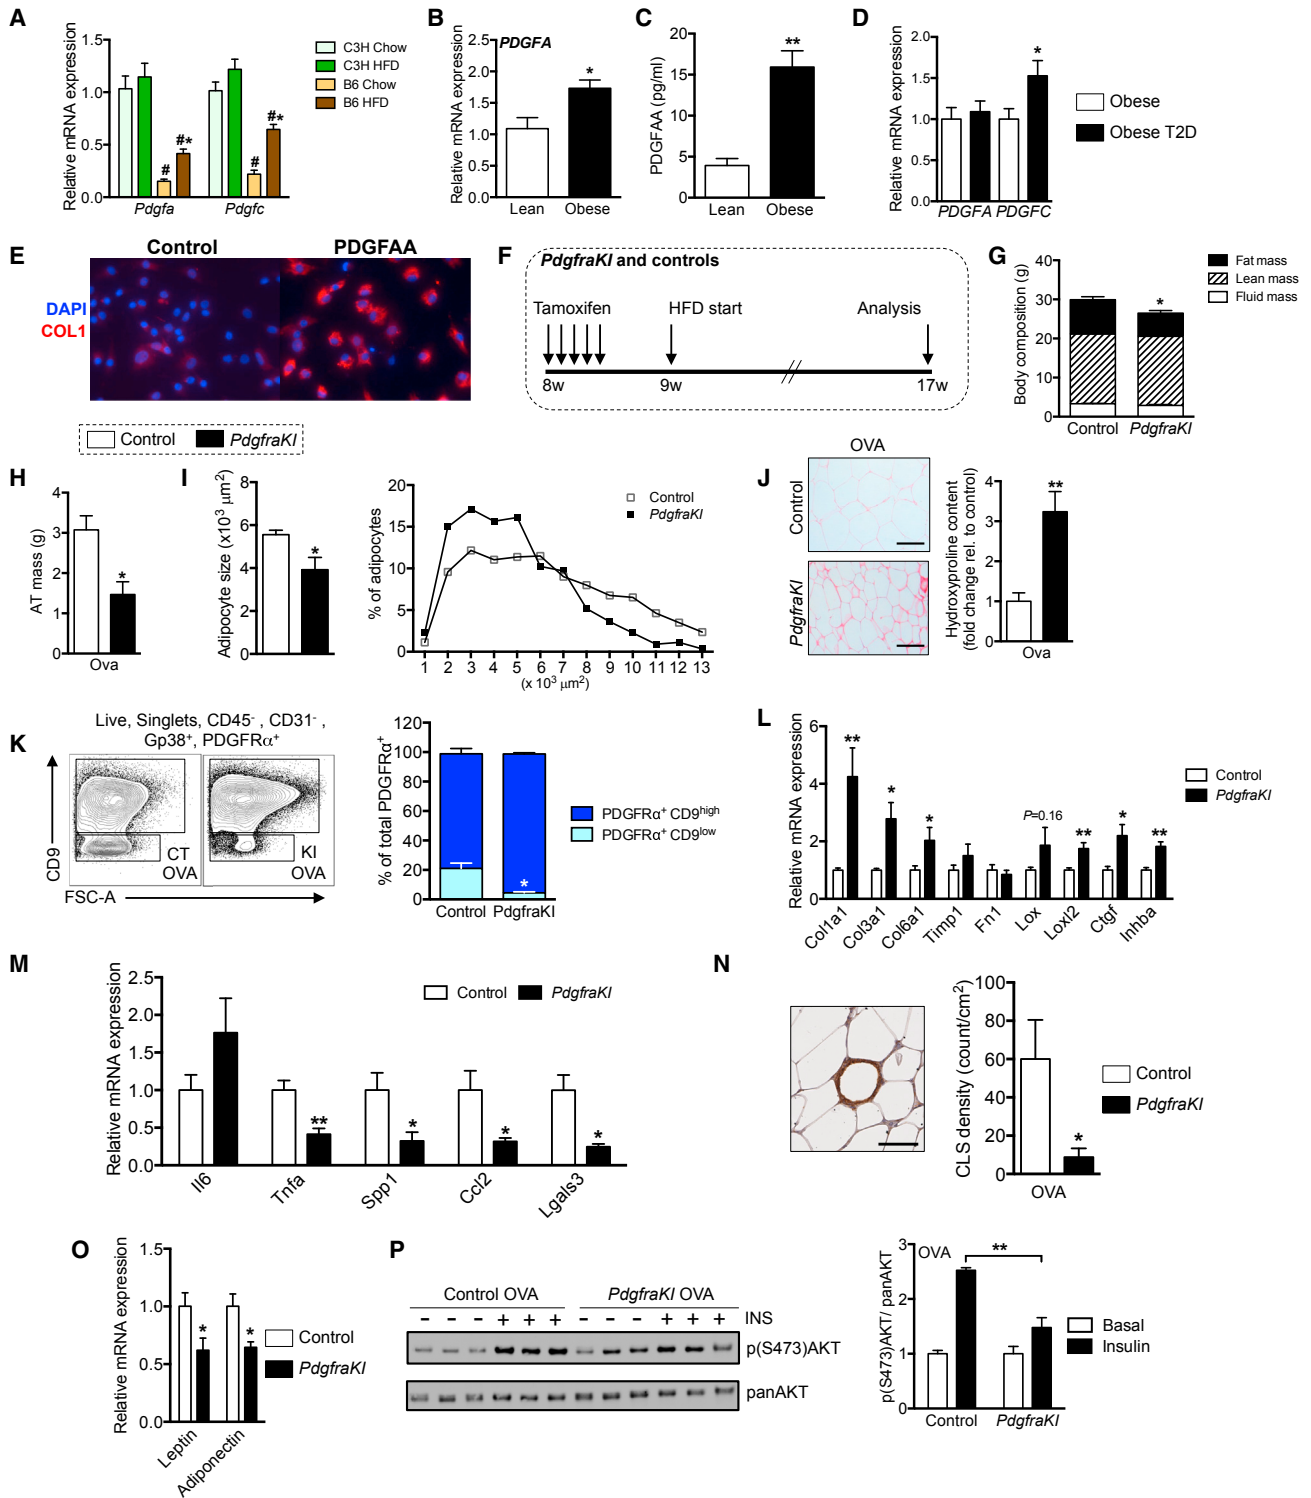 A
Relative mRNA expression
1.5
1.0
0.5
0.0
#
#*
#
#*
Pdgfa
Pdgfc
C3H Chow
C3H HFD
B6 Chow
B6 HFD
B
Relative mRNA expression
PDGFA
2.5
2.0
1.5
1.0
0.5
0.0
*
Lean
Obese
C
PDGFAA (pg/ml)
20
15
10
5
0
**
Lean
Obese
D
Relative mRNA expression
2.0
1.5
1.0
0.5
0.0
*
PDGFA PDGFC
Obese
Obese T2D
E
Control
PDGFAA
DAPI
COL1
F
PdgfraKI and controls
Tamoxifen
HFD start
Analysis
8w
9w
17w
G
Body composition (g)
40
30
20
10
0
*
Control PdgfraKI
Fat mass
Lean mass
Fluid mass
Control
PdgfraKI
H
AT mass (g)
4
3
2
1
0
*
Ova
I
Adipocyte size (x10³ µm²)
8
6
4
2
0
*
% of adipocytes
20
15
10
5
0
1 2 3 4 5 6 7 8 9 10 11 12 13
(x 10³ µm²)
Control
PdgfraKI
J
OVA
Control
PdgfraKI
Hydroxyproline content
(fold change rel. to control)
4
3
2
1
0
**
Ova
K
Live, Singlets, CD45⁻ , CD31⁻ ,
Gp38⁺, PDGFRα⁺
CD9
FSC-A
CT
OVA
KI
OVA
% of total PDGFRα⁺
120
100
80
60
40
20
0
*
Control PdgfraKI
PDGFRα⁺ CD9ʰⁱᵍʰ
PDGFRα⁺ CD9ˡᵒʷ
L
Relative mRNA expression
6
4
2
0
**
*
*
P=0.16
**
*
**
Col1a1
Col3a1
Col6a1
Timp1
Fn1
Lox
Loxl2
Ctgf
Inhba
Control
PdgfraKI
M
Relative mRNA expression
2.5
2.0
1.5
1.0
0.5
0.0
**
*
*
*
Il6
Tnfa
Spp1
Ccl2
Lgals3
Control
PdgfraKI
N
CLS density (count/cm²)
100
80
60
40
20
0
*
OVA
Control
PdgfraKI
O
Relative mRNA expression
1.5
1.0
0.5
0.0
*
*
Leptin
Adiponectin
Control
PdgfraKI
P
Control OVA
PdgfraKI OVA
- - - + + + - - - + + + INS
p(S473)AKT
panAKT
p(S473)AKT/ panAKT
3
2
1
0
OVA
**
Control
PdgfraKI
Basal
Insulin